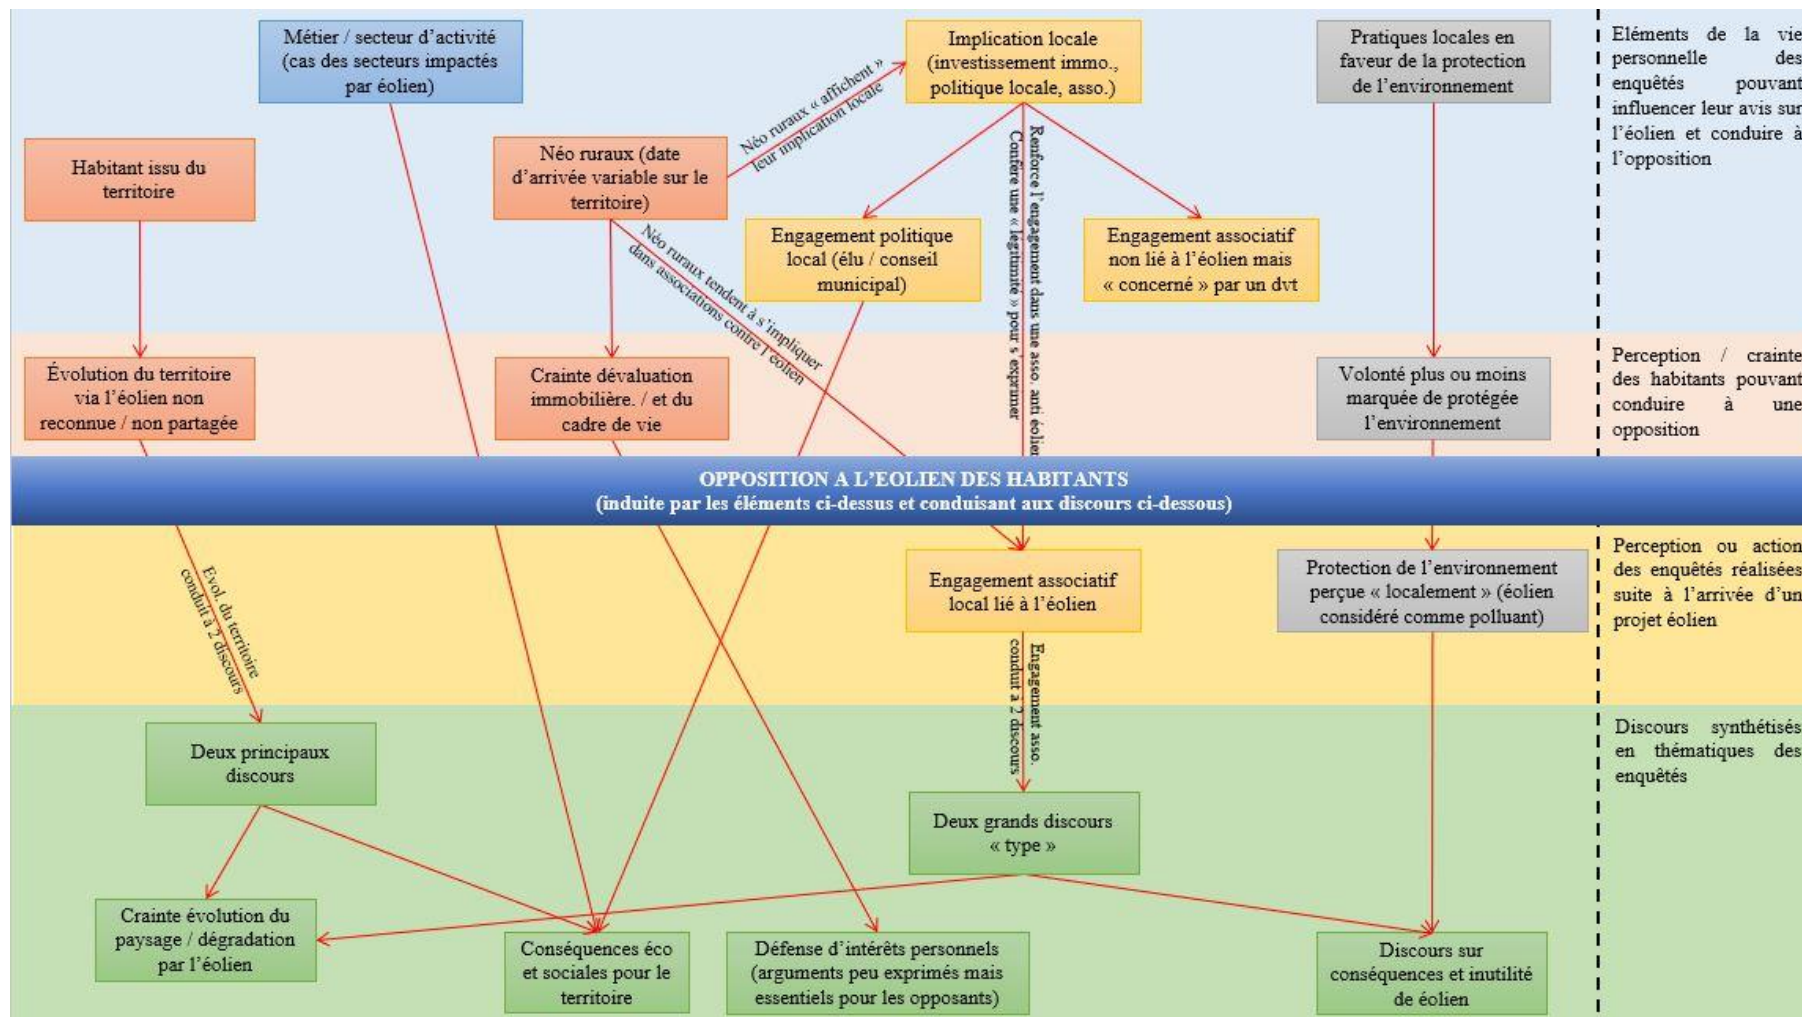 Métier / secteur d’activité
(cas des secteurs impactés
par éolien)
Implication locale
(investissement immo.,
politique locale, asso.)
Pratiques locales en
faveur de la protection
de l’environnement
Eléments de la vie
personnelle des
enquêtés pouvant
influencer leur avis sur
l’éolien et conduire à
l’opposition
Néo ruraux « affichent »
leur implication locale
Habitant issu du
territoire
Néo ruraux (date
d’arrivée variable sur le
territoire)
Renforce l’engagement dans une asso. anti éolien
Confère une « légitimité » pour s’exprimer
Engagement politique
local (élu / conseil
municipal)
Engagement associatif
non lié à l’éolien mais
« concerné » par un dvt
Néo ruraux tendent à s’impliquer
dans associations contre l’éolien
Évolution du territoire
via l’éolien non
reconnue / non partagée
Crainte dévaluation
immobilière. / et du
cadre de vie
Volonté plus ou moins
marquée de protégée
l’environnement
Perception / crainte
des habitants pouvant
conduire à une
opposition
OPPOSITION A L’EOLIEN DES HABITANTS
(induite par les éléments ci-dessus et conduisant aux discours ci-dessous)
Evol. du territoire
conduit à 2 discours
Engagement associatif
local lié à l’éolien
Protection de l’environnement
perçue « localement » (éolien
considéré comme polluant)
Perception ou action
des enquêtés réalisées
suite à l’arrivée d’un
projet éolien
Engagement asso.
conduit a 2 discours
Deux principaux
discours
Deux grands discours
« type »
Discours synthétisés
en thématiques des
enquêtés
Crainte évolution du
paysage / dégradation
par l’éolien
Conséquences éco
et sociales pour le
territoire
Défense d’intérêts personnels
(arguments peu exprimés mais
essentiels pour les opposants)
Discours sur
conséquences et inutilité
de éolien